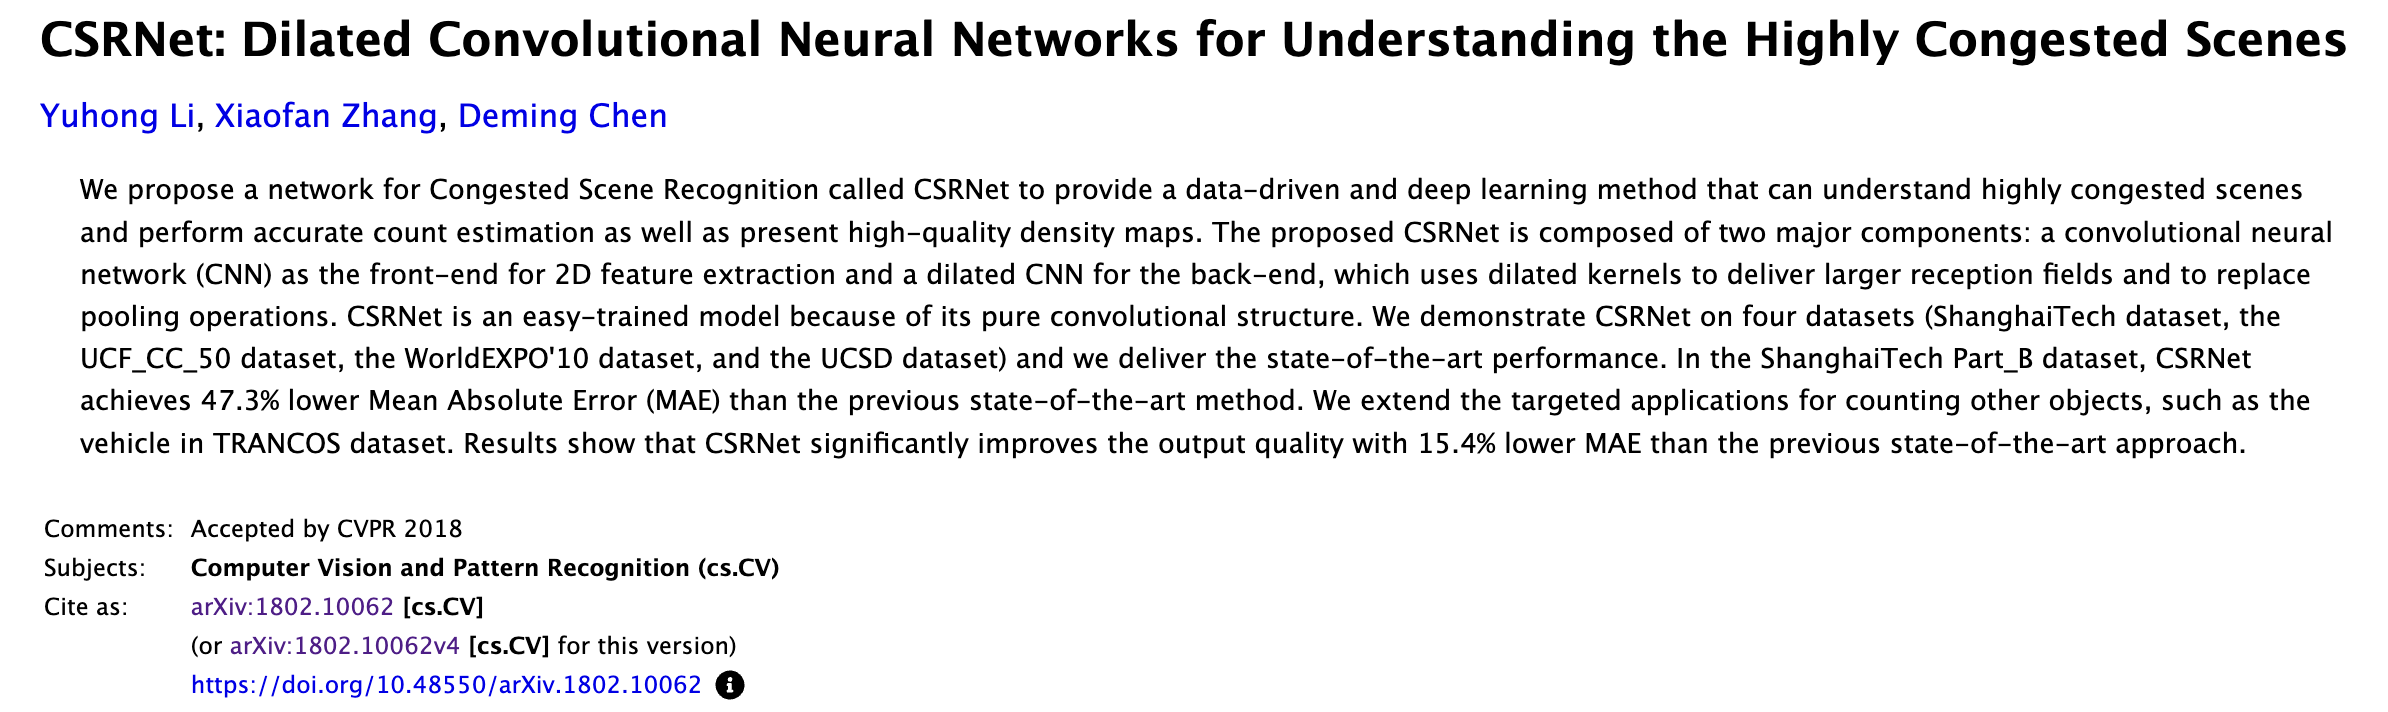 CSRNet: Dilated Convolutional Neural Networks for Understanding the Highly Congested Scenes
Yuhong Li, Xiaofan Zhang, Deming Chen
We propose a network for Congested Scene Recognition called CSRNet to provide a data-driven and deep learning method that can understand highly congested scenes
and perform accurate count estimation as well as present high-quality density maps. The proposed CSRNet is composed of two major components: a convolutional neural
network (CNN) as the front-end for 2D feature extraction and a dilated CNN for the back-end, which uses dilated kernels to deliver larger reception fields and to replace
pooling operations. CSRNet is an easy-trained model because of its pure convolutional structure. We demonstrate CSRNet on four datasets (ShanghaiTech dataset, the
UCF_CC_50 dataset, the WorldEXPO'10 dataset, and the UCSD dataset) and we deliver the state-of-the-art performance. In the ShanghaiTech Part_B dataset, CSRNet
achieves 47.3% lower Mean Absolute Error (MAE) than the previous state-of-the-art method. We extend the targeted applications for counting other objects, such as the
vehicle in TRANCOS dataset. Results show that CSRNet significantly improves the output quality with 15.4% lower MAE than the previous state-of-the-art approach.
Comments: Accepted by CVPR 2018
Subjects: Computer Vision and Pattern Recognition (cs.CV)
Cite as: arXiv:1802.10062 [cs.CV]
(or arXiv:1802.10062v4 [cs.CV] for this version)
https://doi.org/10.48550/arXiv.1802.10062